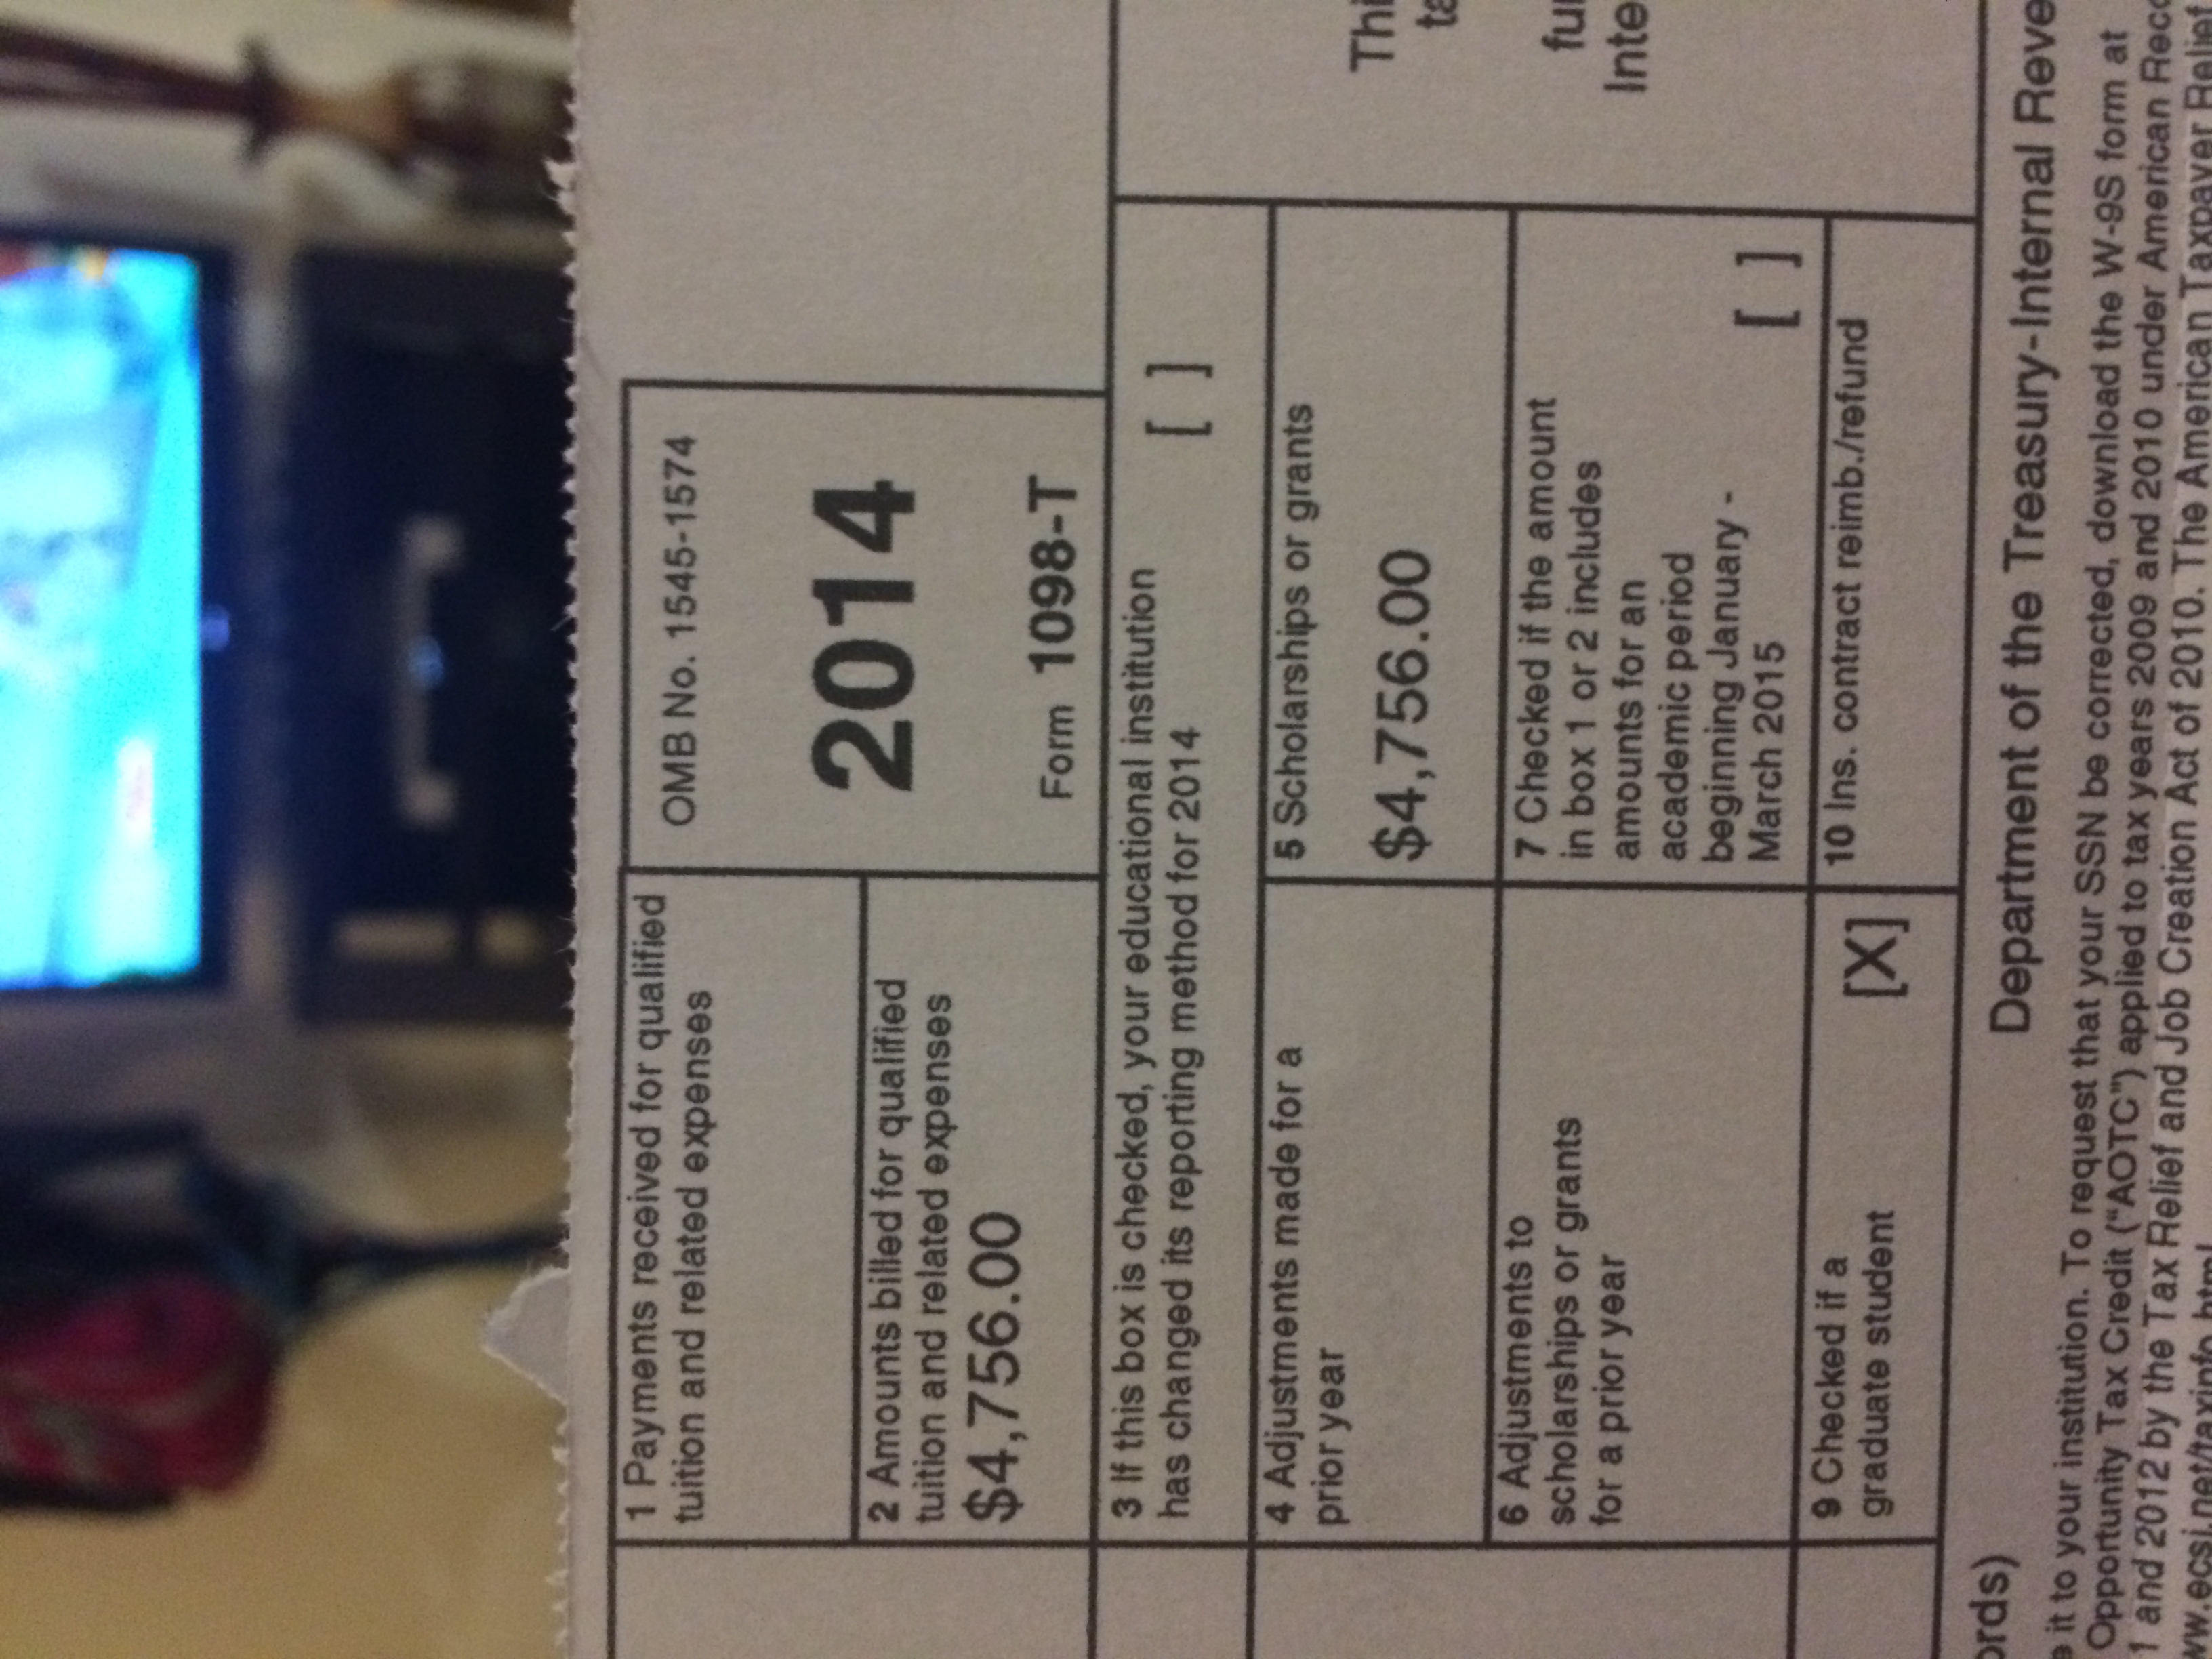 1 Payments received for qualified
tuition and related expenses
OMB No. 1545-1574
2014
Form 1098-T
2 Amounts billed for qualified
tuition and related expenses
$4,756.00
3 If this box is checked, your educational institution
has changed its reporting method for 2014 [ ]
4 Adjustments made for a
prior year
5 Scholarships or grants
$4,756.00
6 Adjustments to
scholarships or grants
for a prior year
7 Checked if the amount
in box 1 or 2 includes
amounts for an
academic period
beginning January -
March 2015 [ ]
9 Checked if a
graduate student [X]
10 Ins. contract reimb./refund
Thi
ta
fu
Inte
ords)
Department of the Treasury-Internal Reve
e it to your institution. To request that your SSN be corrected, download the W-9S form at
Opportunity Tax Credit ("AOTC") applied to tax years 2009 and 2010 under American Reco
1 and 2012 by the Tax Relief and Job Creation Act of 2010. The American Taxpayer Relief
ww.ecsi.net/taxinfo.html